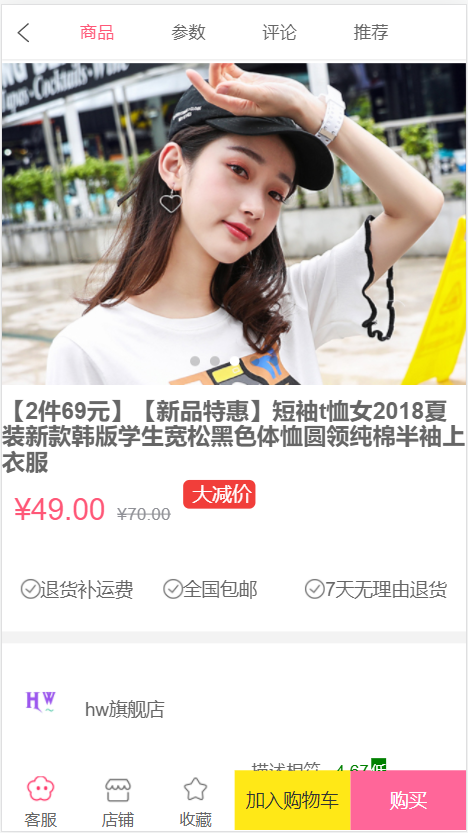 商品 参数 评论 推荐
Cocktails·Wine
【2件69元】【新品特惠】短袖t恤女2018夏
装新款韩版学生宽松黑色体恤圆领纯棉半袖上
衣服
¥49.00 ¥70.00 大减价
退货补运费 全国包邮 7天无理由退货
HW
hw旗舰店
描述相符 4.67 低
客服 店铺 收藏 加入购物车 购买